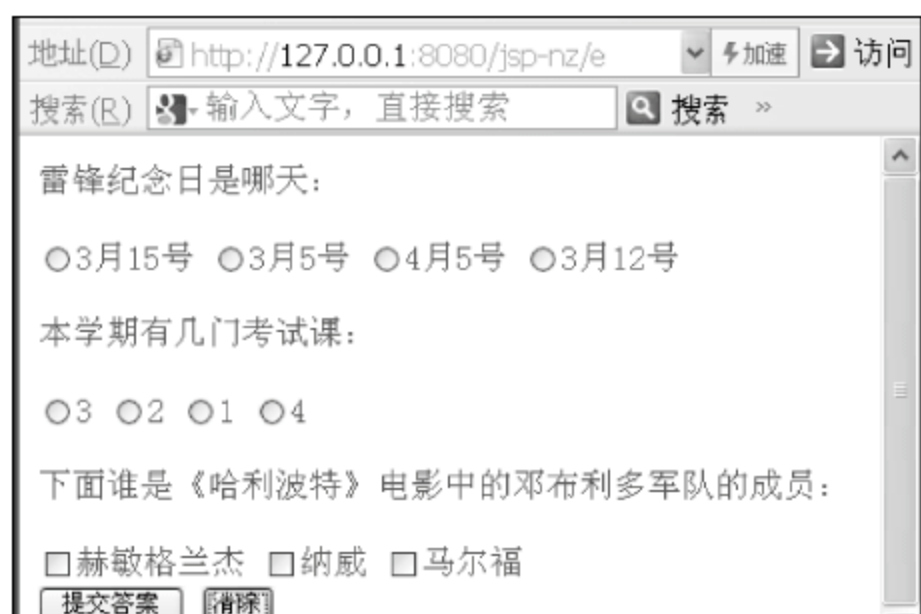 地址(D) http://127.0.0.1:8080/jsp-nz/e 加速 访问
搜索(R) 输入文字，直接搜索 搜索 »
雷锋纪念日是哪天:
3月15号 3月5号 4月5号 3月12号
本学期有几门考试课:
3 2 1 4
下面谁是《哈利波特》电影中的邓布利多军队的成员:
赫敏格兰杰 纳威 马尔福
提交答案 清除